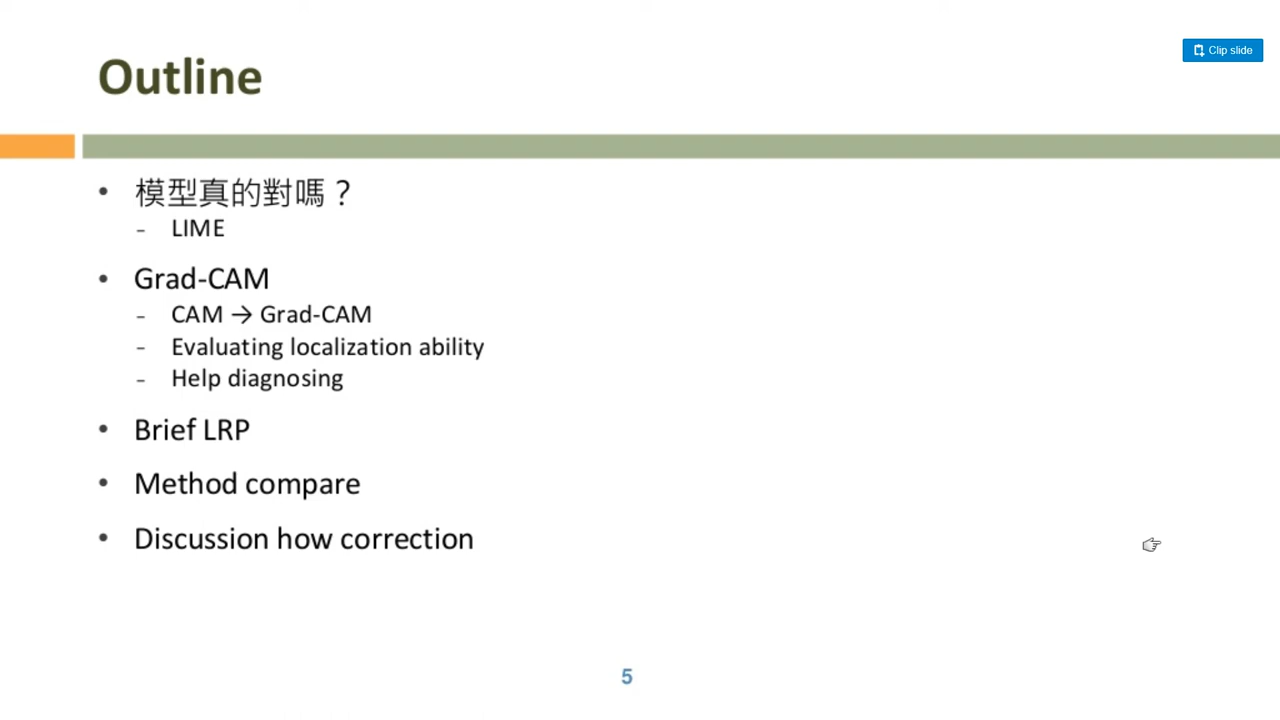 Outline
Clip slide
• 模型真的對嗎？
- LIME
• Grad-CAM
- CAM → Grad-CAM
- Evaluating localization ability
- Help diagnosing
• Brief LRP
• Method compare
• Discussion how correction
5